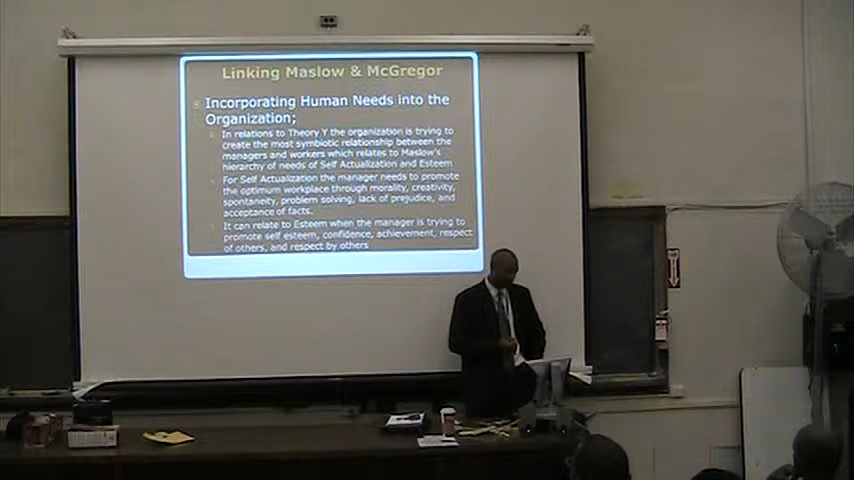 Linking Maslow & McGregor
Incorporating Human Needs into the
Organization;
In relations to Theory Y the organization is trying to
create the most symbiotic relationship between the
managers and workers which relates to Maslow's
hierarchy of needs of Self Actualization and Esteem
For Self Actualization the manager needs to promote
the optimum workplace through morality, creativity,
spontaneity, problem solving, lack of prejudice, and
acceptance of facts.
It can relate to Esteem when the manager is trying to
promote self esteem, confidence, achievement, respect
of others, and respect by others